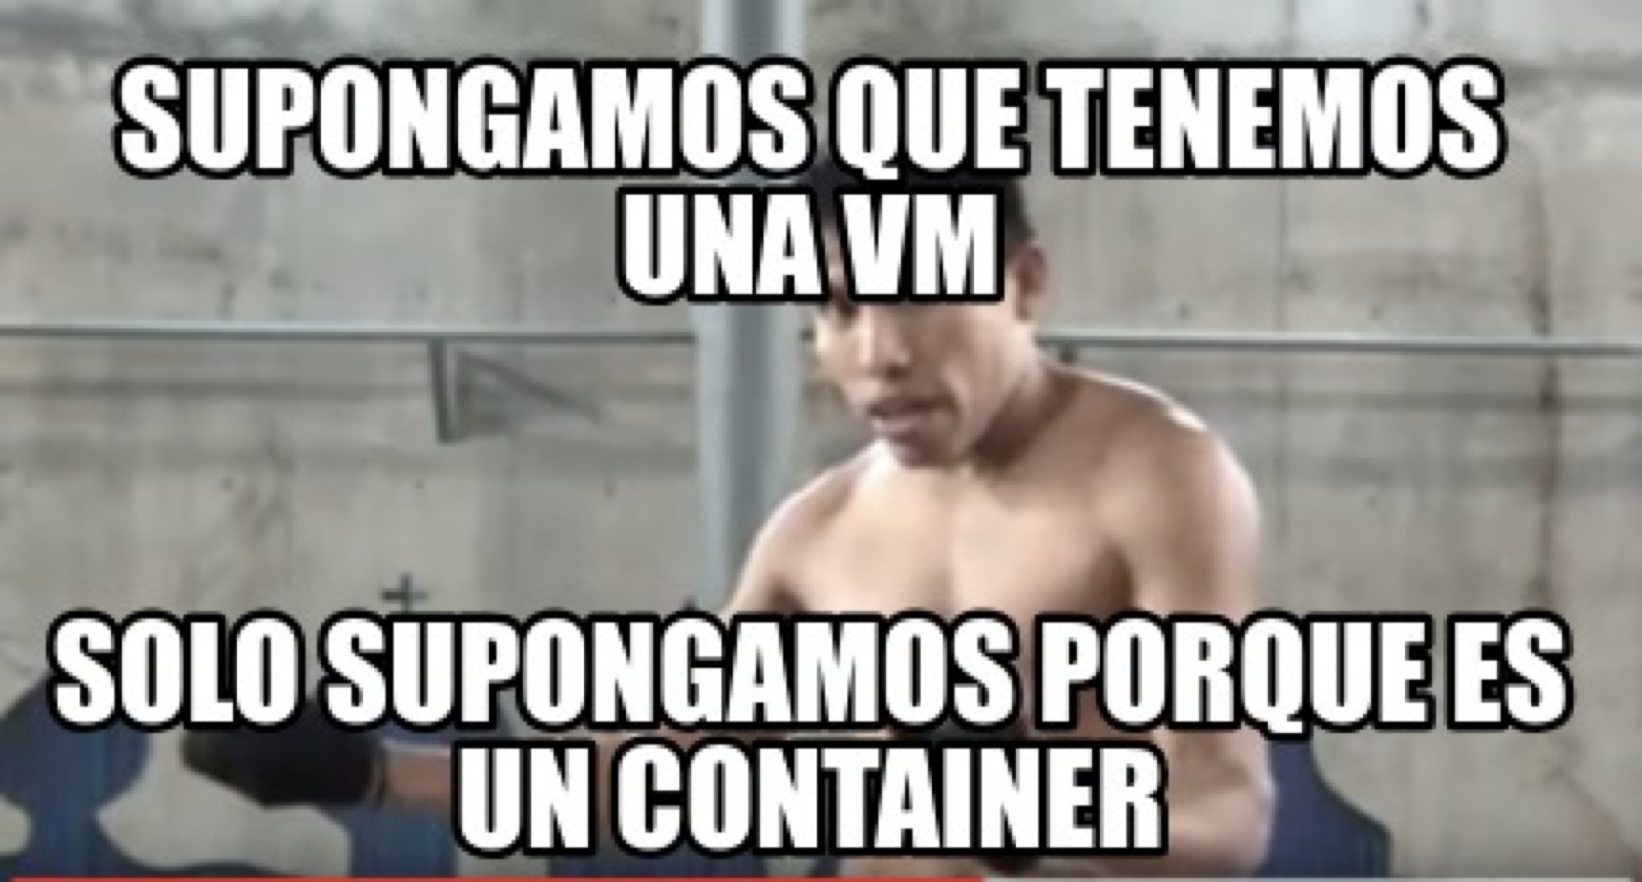 SUPONGAMOS QUE TENEMOS
UNA VM
SOLO SUPONGAMOS PORQUE ES
UN CONTAINER